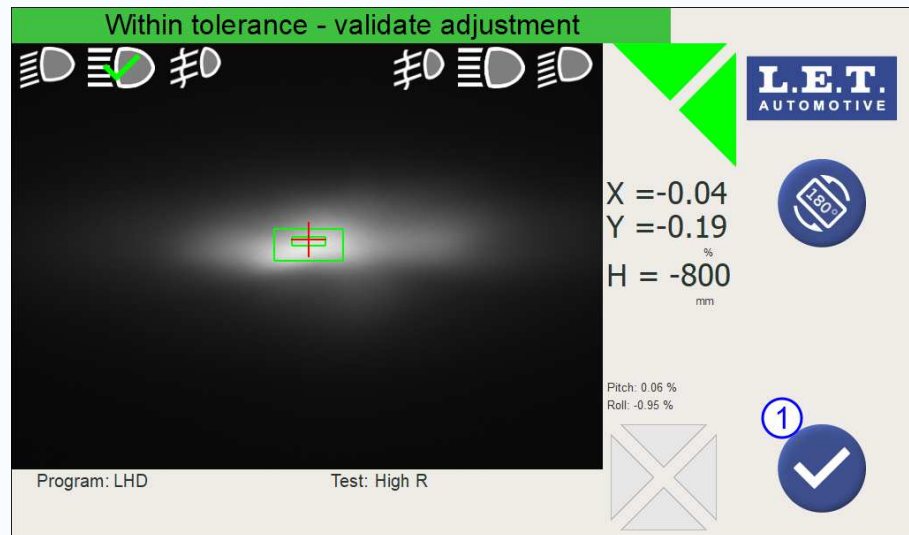 Within tolerance - validate adjustment
L.E.T.
AUTOMOTIVE
180°
X =-0.04
Y =-0.19
%
H = -800
mm
Pitch: 0.06 %
Roll: -0.95 %
1
Program: LHD
Test: High R